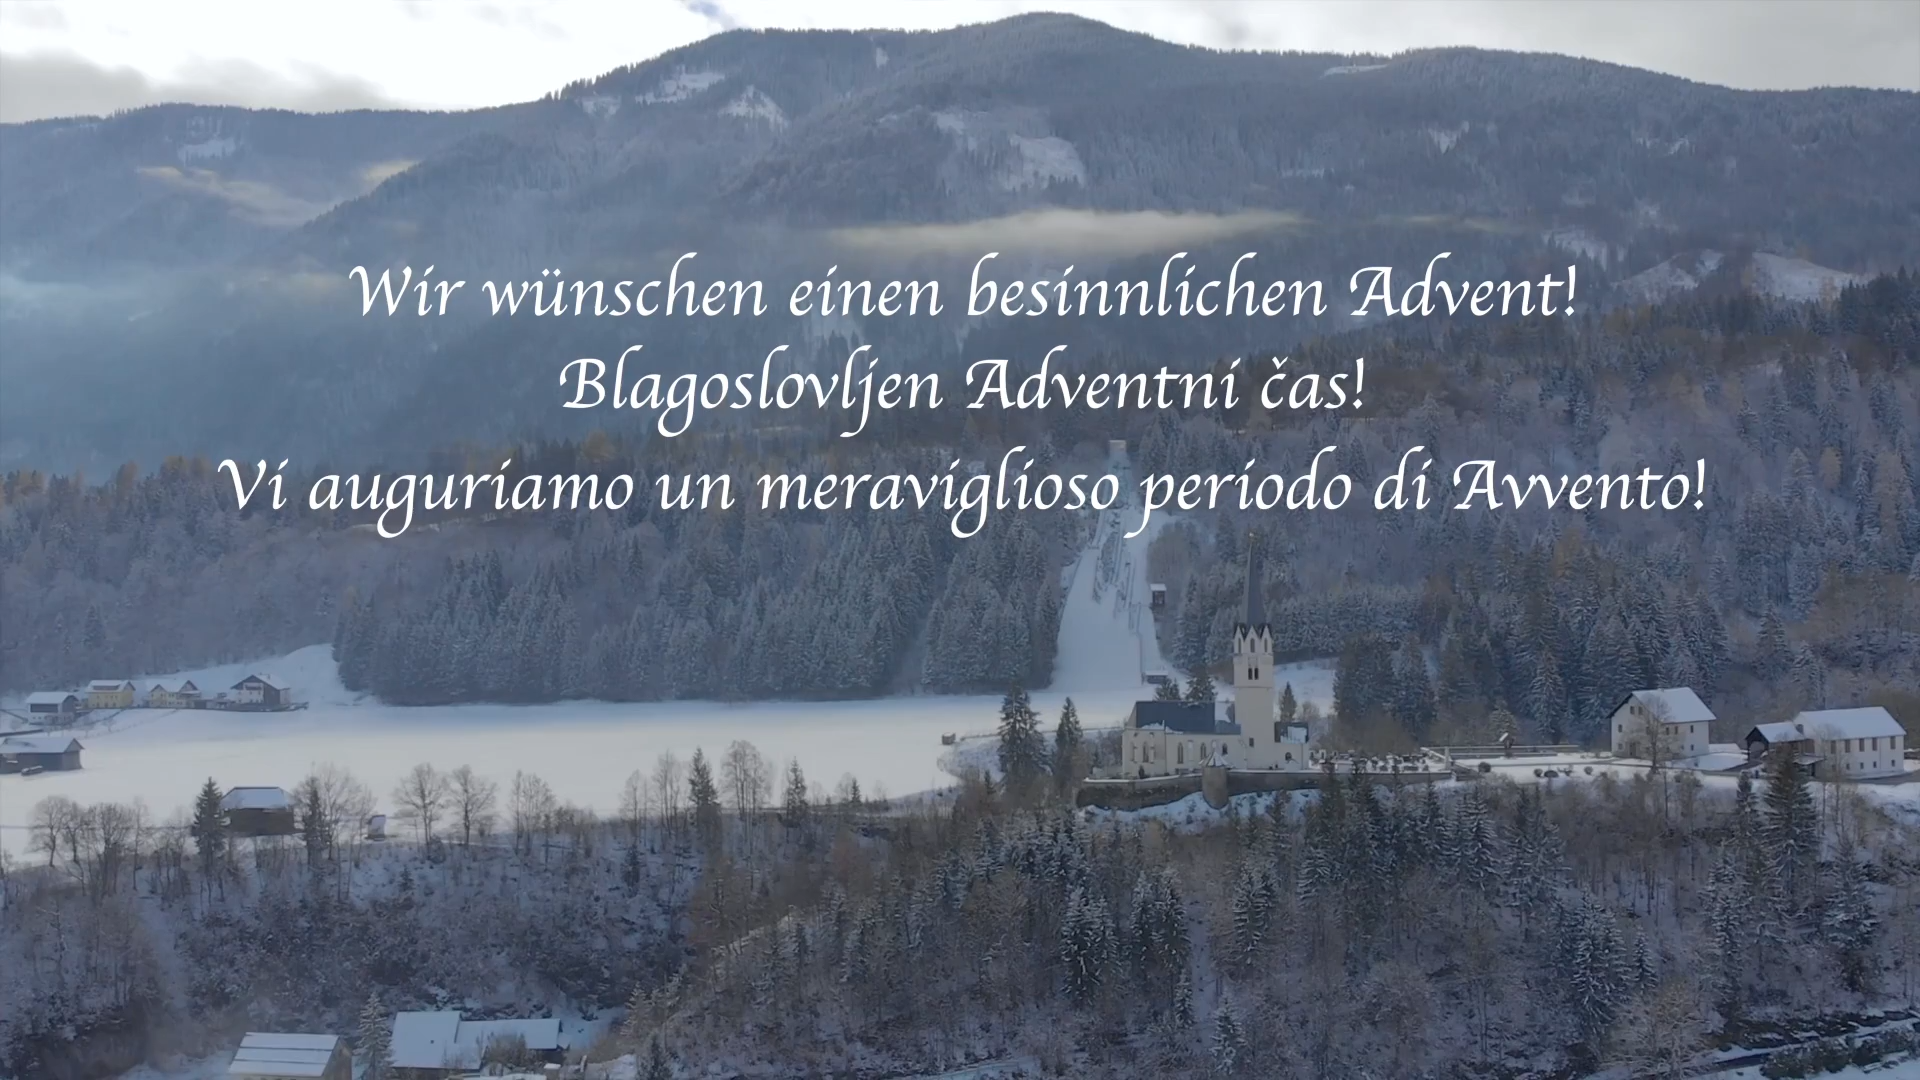 Wir wünschen einen besinnlichen Advent!
Blagoslovljen Adventni čas!
Vi auguriamo un meraviglioso periodo di Avvento!